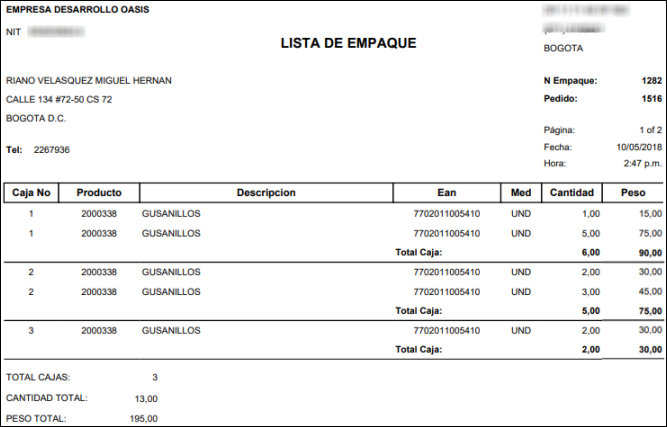 EMPRESA DESARROLLO OASIS
NIT
LISTA DE EMPAQUE
BOGOTA
RIANO VELASQUEZ MIGUEL HERNAN
N Empaque: 1282
CALLE 134 #72-50 CS 72
Pedido: 1516
BOGOTA D.C.
Página: 1 of 2
Tel: 2267936
Fecha: 10/05/2018
Hora: 2:47 p.m.
Caja No Producto Descripcion Ean Med Cantidad Peso
1 2000338 GUSANILLOS 7702011005410 UND 1,00 15,00
1 2000338 GUSANILLOS 7702011005410 UND 5,00 75,00
Total Caja: 6,00 90,00
2 2000338 GUSANILLOS 7702011005410 UND 2,00 30,00
2 2000338 GUSANILLOS 7702011005410 UND 3,00 45,00
Total Caja: 5,00 75,00
3 2000338 GUSANILLOS 7702011005410 UND 2,00 30,00
Total Caja: 2,00 30,00
TOTAL CAJAS: 3
CANTIDAD TOTAL: 13,00
PESO TOTAL: 195,00